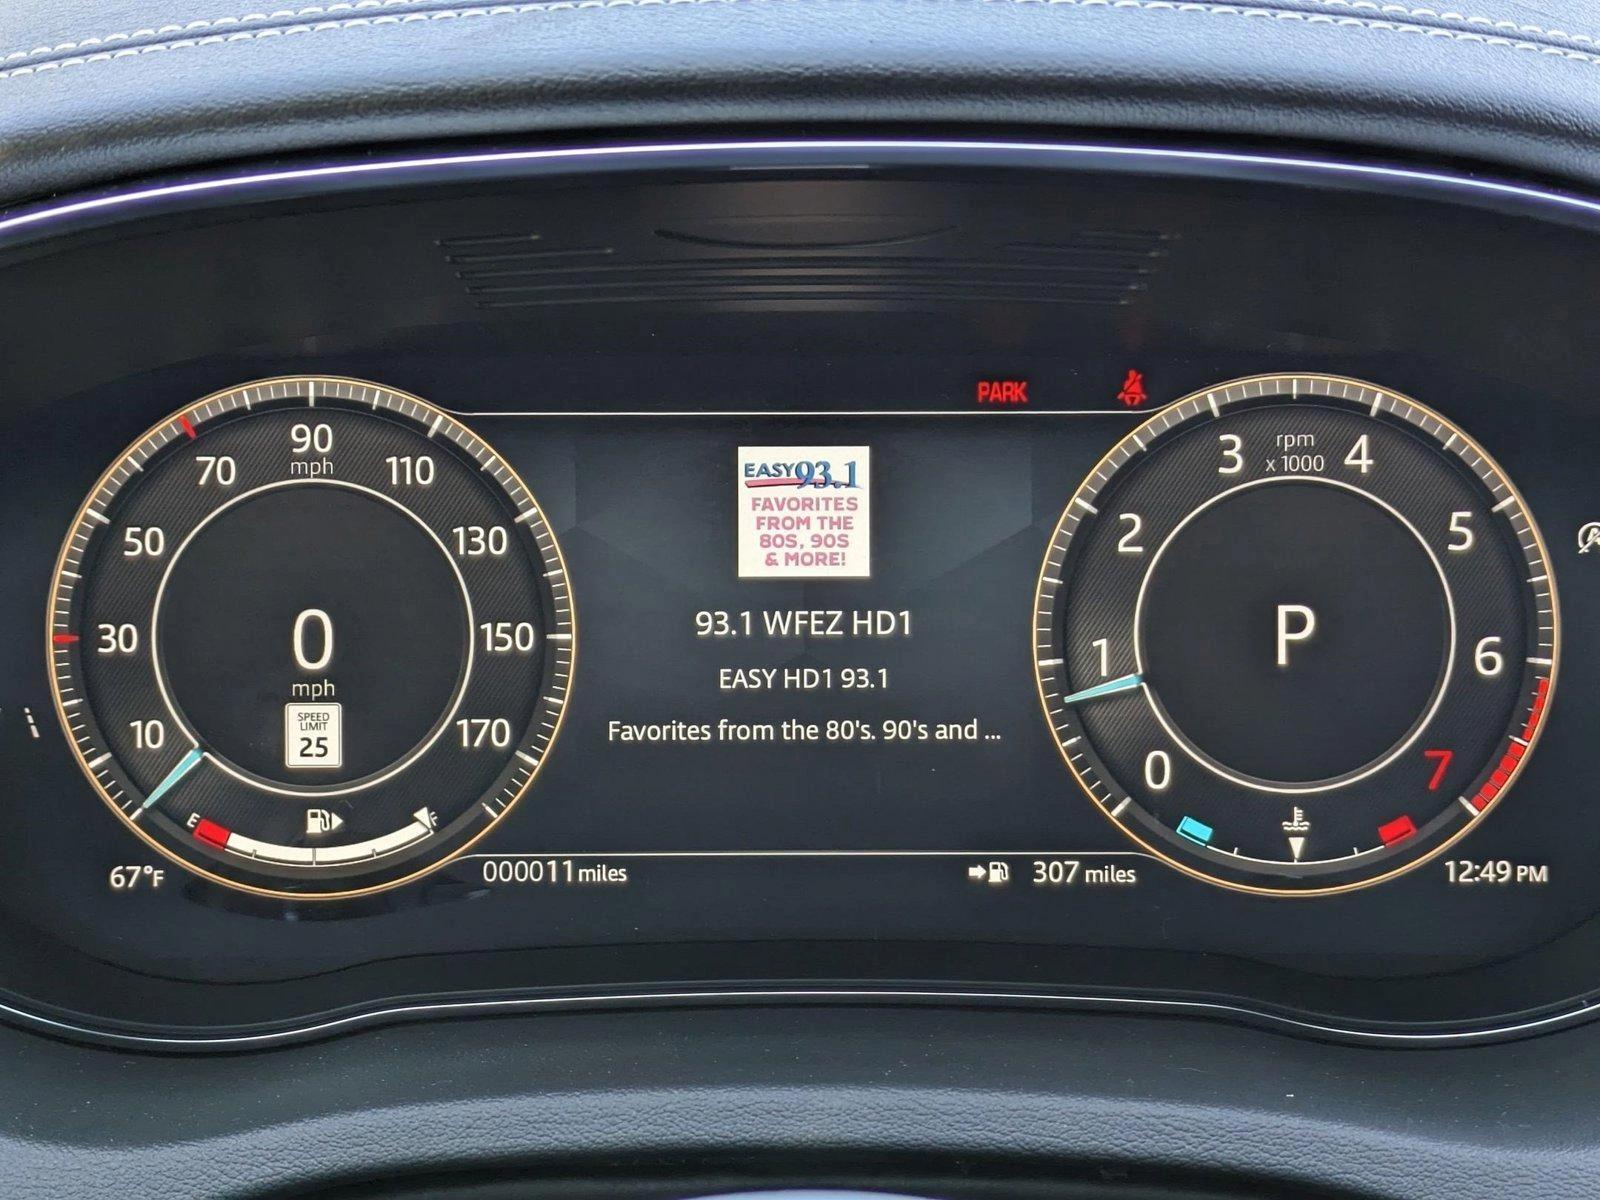 PARK
90
mph
70
110
50
130
30
150
10
170
0
mph
SPEED
LIMIT
25
E
F
67°F
000011 miles
EASY 93.1
FAVORITES
FROM THE
80S, 90S
& MORE!
93.1 WFEZ HD1
EASY HD1 93.1
Favorites from the 80's. 90's and ...
307 miles
3
rpm
x 1000
4
2
5
1
6
0
7
P
12:49 PM